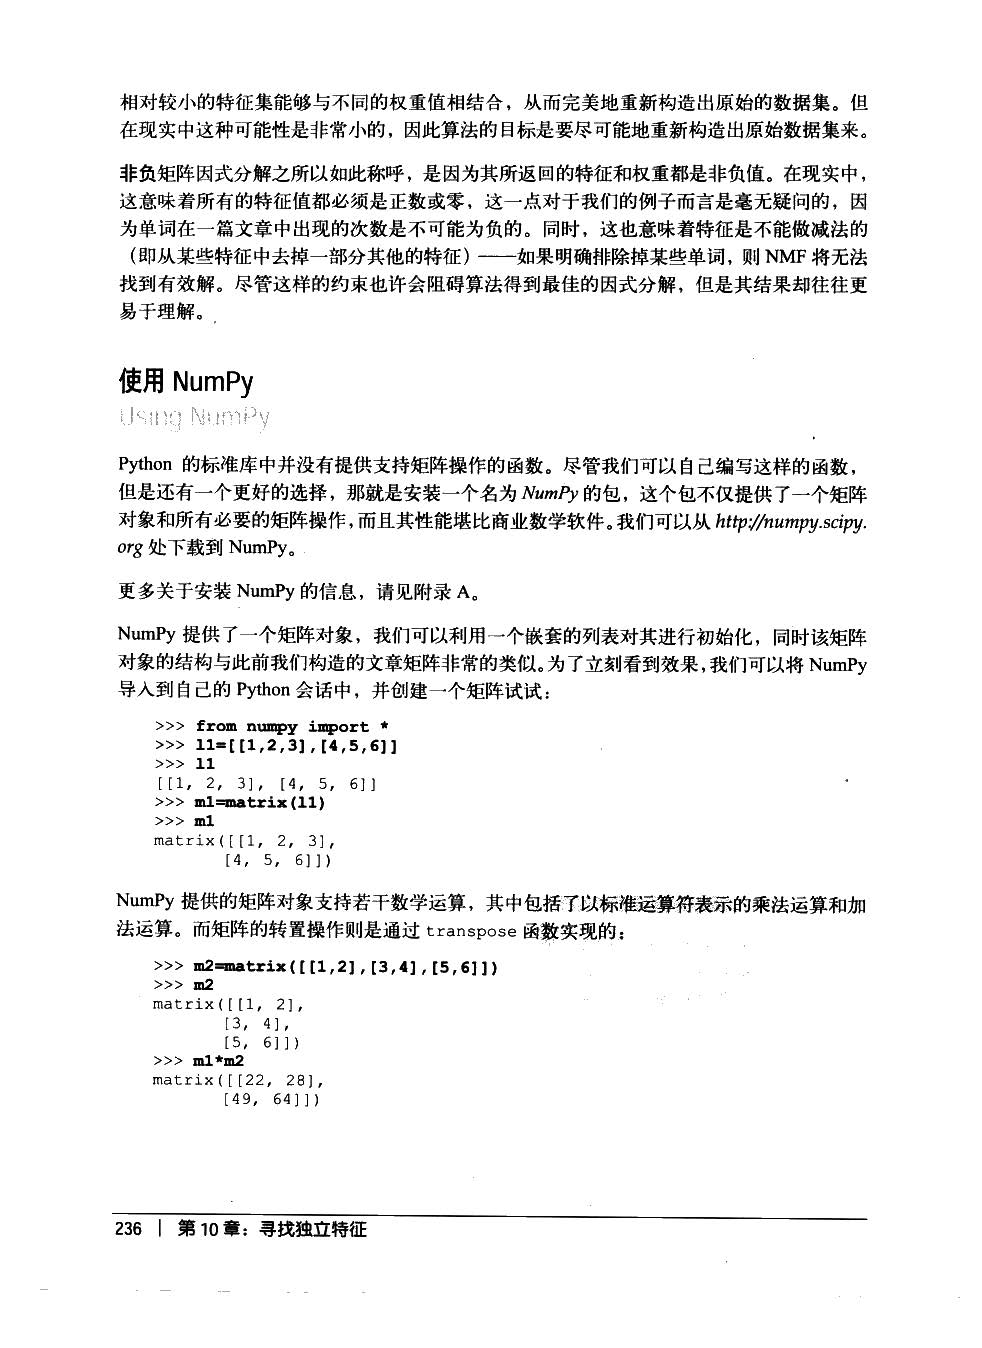 相对较小的特征集能够与不同的权重值相结合，从而完美地重新构造出原始的数据集。但
在现实中这种可能性是非常小的，因此算法的目标是要尽可能地重新构造出原始数据集来。
非负矩阵因式分解之所以如此称呼，是因为其所返回的特征和权重都是非负值。在现实中，
这意味着所有的特征值都必须是正数或零，这一点对于我们的例子而言是毫无疑问的，因
为单词在一篇文章中出现的次数是不可能为负的。同时，这也意味着特征是不能做减法的
（即从某些特征中去掉一部分其他的特征）——如果明确排除掉某些单词，则 NMF 将无法
找到有效解。尽管这样的约束也许会阻碍算法得到最佳的因式分解，但是其结果却往往更
易于理解。
使用 NumPy
Using NumPy
Python 的标准库中并没有提供支持矩阵操作的函数。尽管我们可以自己编写这样的函数，
但是还有一个更好的选择，那就是安装一个名为 NumPy 的包，这个包不仅提供了一个矩阵
对象和所有必要的矩阵操作，而且其性能堪比商业数学软件。我们可以从 http://numpy.scipy.
org 处下载到 NumPy。
更多关于安装 NumPy 的信息，请见附录 A。
NumPy 提供了一个矩阵对象，我们可以利用一个嵌套的列表对其进行初始化，同时该矩阵
对象的结构与此前我们构造的文章矩阵非常的类似。为了立刻看到效果，我们可以将 NumPy
导入到自己的 Python 会话中，并创建一个矩阵试试：
>>> from numpy import *
>>> l1=[[1,2,3],[4,5,6]]
>>> l1
[[1, 2, 3], [4, 5, 6]]
>>> m1=matrix(l1)
>>> m1
matrix([[1, 2, 3],
[4, 5, 6]])
NumPy 提供的矩阵对象支持若干数学运算，其中包括了以标准运算符表示的乘法运算和加
法运算。而矩阵的转置操作则是通过 transpose 函数实现的：
>>> m2=matrix([[1,2],[3,4],[5,6]])
>>> m2
matrix([[1, 2],
[3, 4],
[5, 6]])
>>> m1*m2
matrix([[22, 28],
[49, 64]])
236 | 第 10 章：寻找独立特征